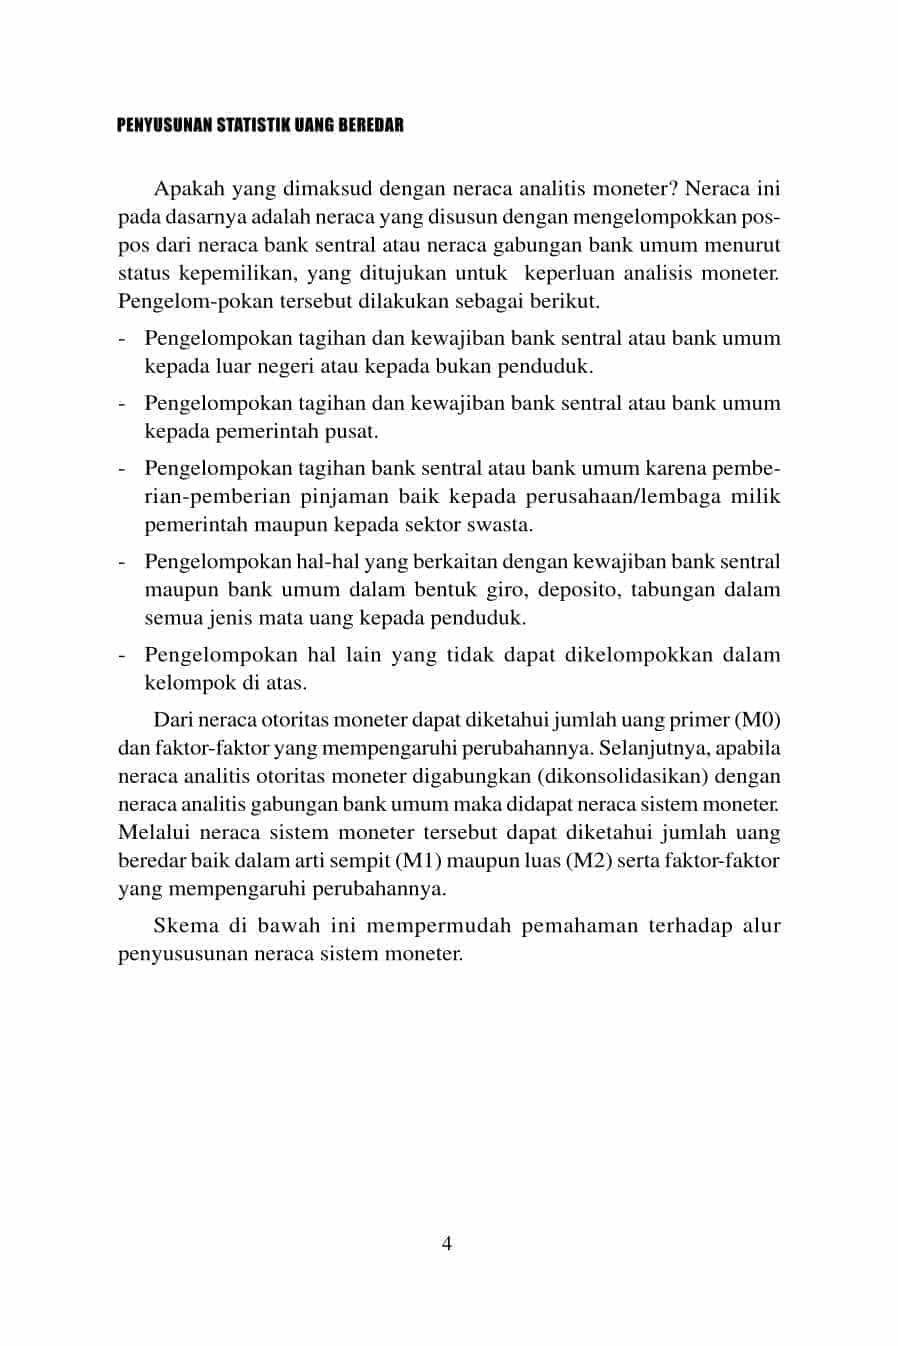 PENYUSUNAN STATISTIK UANG BEREDAR
Apakah yang dimaksud dengan neraca analitis moneter? Neraca ini
pada dasarnya adalah neraca yang disusun dengan mengelompokkan pos-
pos dari neraca bank sentral atau neraca gabungan bank umum menurut
status kepemilikan, yang ditujukan untuk keperluan analisis moneter.
Pengelom-pokan tersebut dilakukan sebagai berikut.
- Pengelompokan tagihan dan kewajiban bank sentral atau bank umum
kepada luar negeri atau kepada bukan penduduk.
- Pengelompokan tagihan dan kewajiban bank sentral atau bank umum
kepada pemerintah pusat.
- Pengelompokan tagihan bank sentral atau bank umum karena pembe-
rian-pemberian pinjaman baik kepada perusahaan/lembaga milik
pemerintah maupun kepada sektor swasta.
- Pengelompokan hal-hal yang berkaitan dengan kewajiban bank sentral
maupun bank umum dalam bentuk giro, deposito, tabungan dalam
semua jenis mata uang kepada penduduk.
- Pengelompokan hal lain yang tidak dapat dikelompokkan dalam
kelompok di atas.
Dari neraca otoritas moneter dapat diketahui jumlah uang primer (M0)
dan faktor-faktor yang mempengaruhi perubahannya. Selanjutnya, apabila
neraca analitis otoritas moneter digabungkan (dikonsolidasikan) dengan
neraca analitis gabungan bank umum maka didapat neraca sistem moneter.
Melalui neraca sistem moneter tersebut dapat diketahui jumlah uang
beredar baik dalam arti sempit (M1) maupun luas (M2) serta faktor-faktor
yang mempengaruhi perubahannya.
Skema di bawah ini mempermudah pemahaman terhadap alur
penyususunan neraca sistem moneter.
4